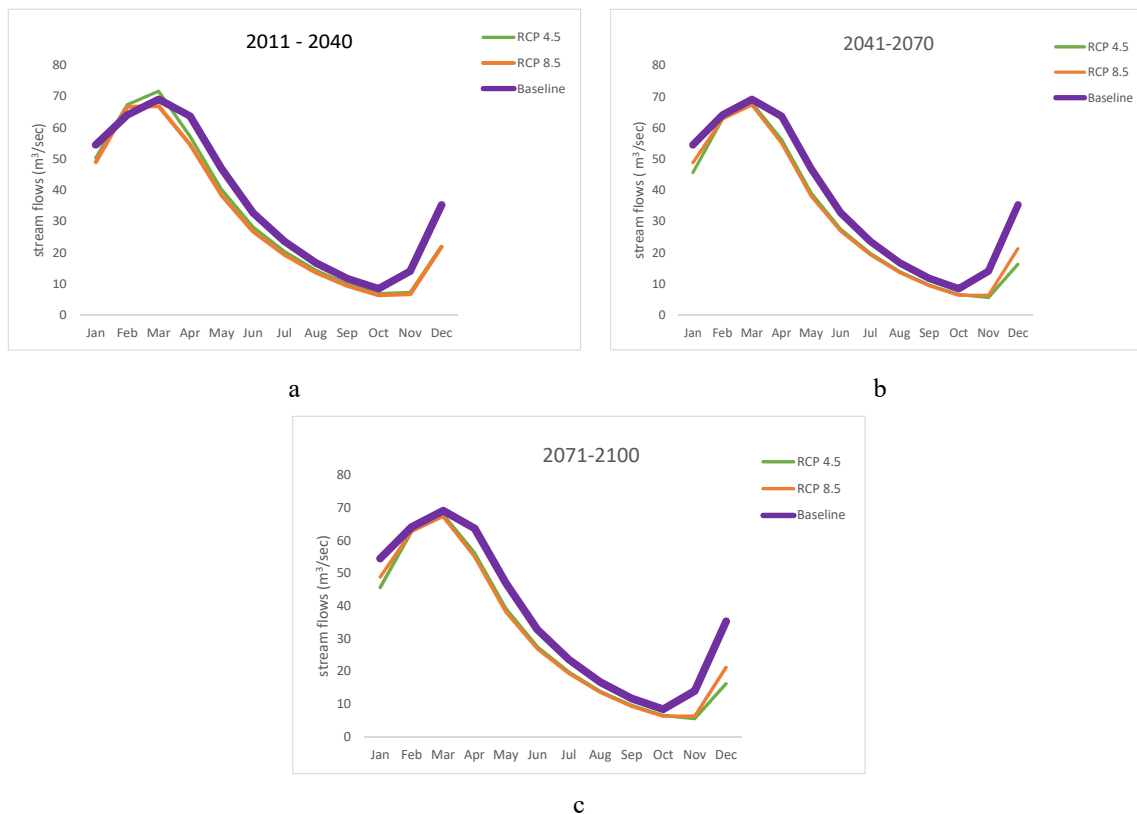 2011 - 2040
RCP 4.5
RCP 8.5
Baseline
stream flows (m³/sec)
80
70
60
50
40
30
20
10
0
Jan Feb Mar Apr May Jun Jul Aug Sep Oct Nov Dec
a
2041-2070
RCP 4.5
RCP 8.5
Baseline
stream flows ( m³/sec)
80
70
60
50
40
30
20
10
0
Jan Feb Mar Apr May Jun Jul Aug Sep Oct Nov Dec
b
2071-2100
RCP 4.5
RCP 8.5
Baseline
stream flows (m³/sec)
80
70
60
50
40
30
20
10
0
Jan Feb Mar Apr May Jun Jul Aug Sep Oct Nov Dec
c